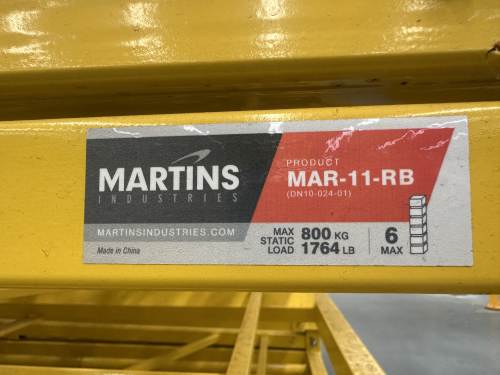 MARTINS
INDUSTRIES
MARTINSINDUSTRIES.COM
Made in China
PRODUCT
MAR-11-RB
(DN10-024-01)
MAX STATIC LOAD
800 KG
1764 LB
6
MAX